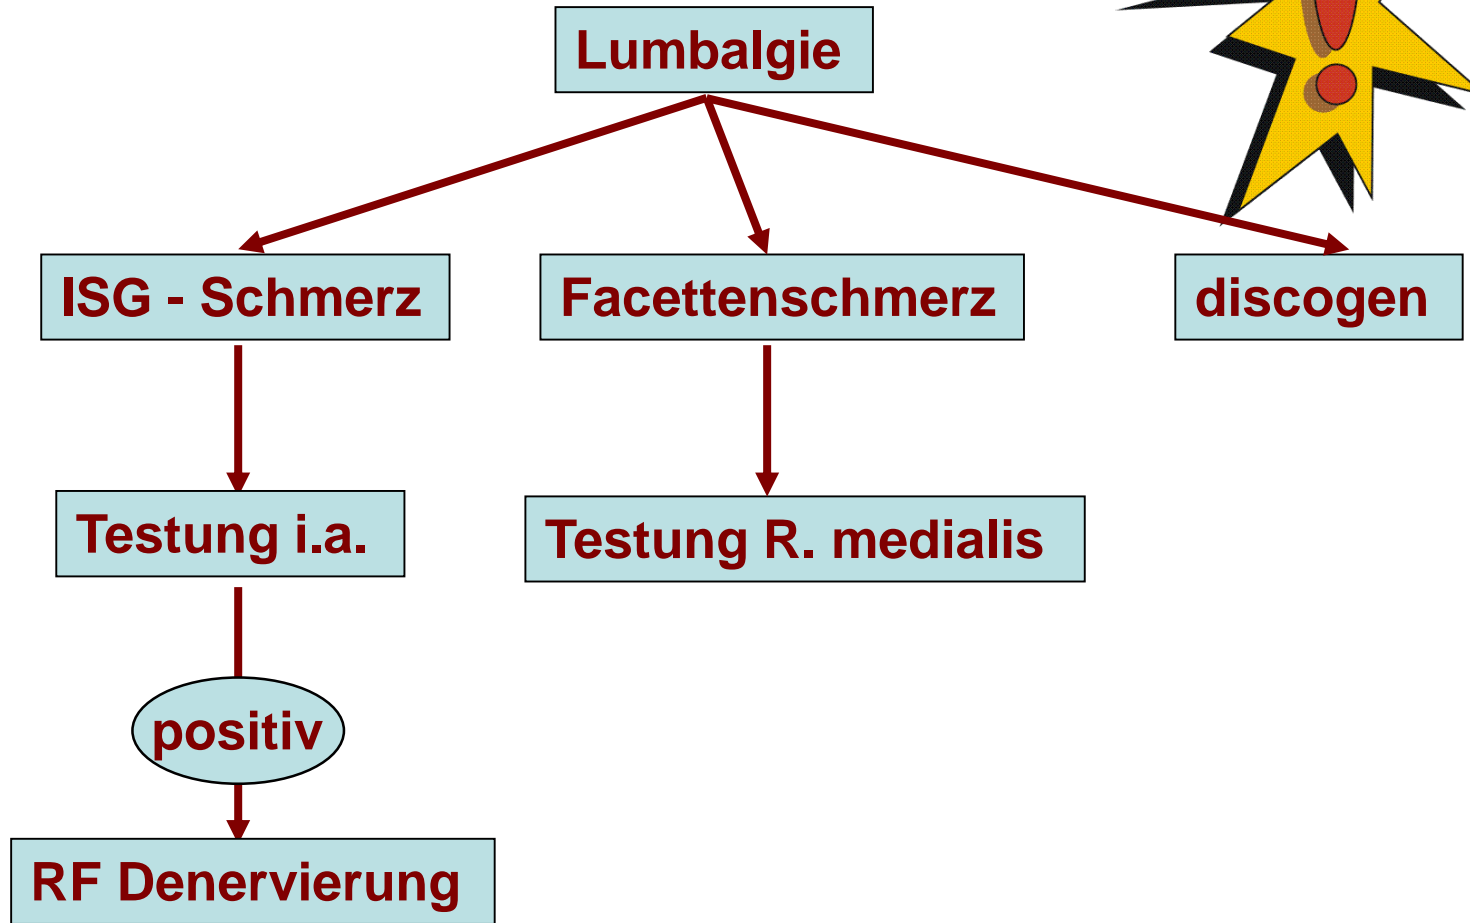 Lumbalgie
ISG - Schmerz
Facettenschmerz
discogen
Testung i.a.
Testung R. medialis
positiv
RF Denervierung